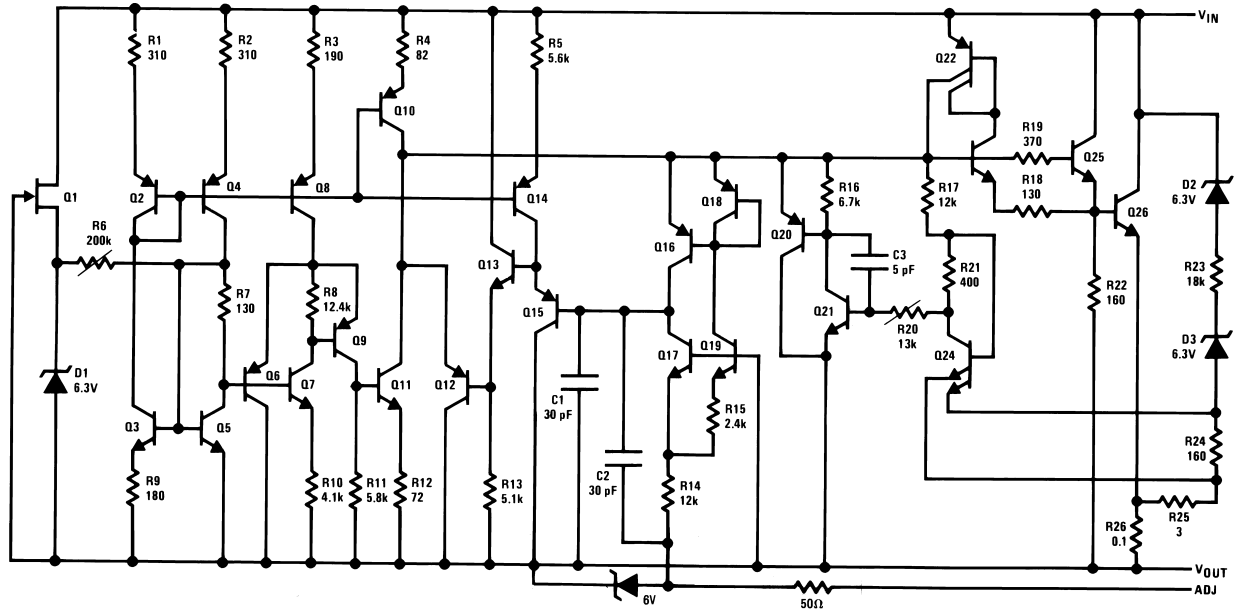 V_IN
R1
310
R2
310
R3
190
R4
82
R5
5.6k
Q22
Q10
R19
370
Q25
Q1
Q2
Q4
Q8
Q14
Q18
R16
6.7k
R17
12k
R18
130
Q26
D2
6.3V
R6
200k
Q16
Q20
Q13
C3
5 pF
R21
400
R22
160
R23
18k
R7
130
R8
12.4k
Q9
Q15
Q21
R20
13k
D1
6.3V
Q6
Q7
Q11
Q12
Q17
Q19
Q24
D3
6.3V
C1
30 pF
R15
2.4k
Q3
Q5
R24
160
R9
180
R10
4.1k
R11
5.8k
R12
72
R13
5.1k
C2
30 pF
R14
12k
R26
0.1
R25
3
V_OUT
ADJ
6V
50Ω